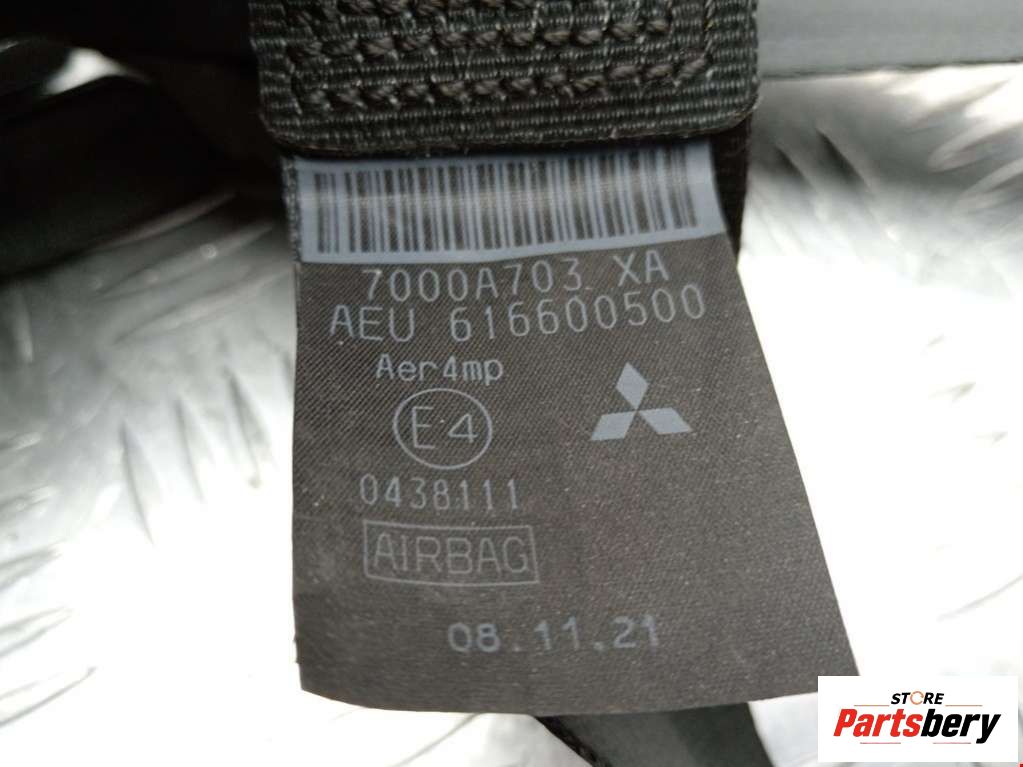 7000A703 XA
AEU 616600500
Aer4mp
E4
0438111
AIRBAG
08.11.21
STORE
Partsbery